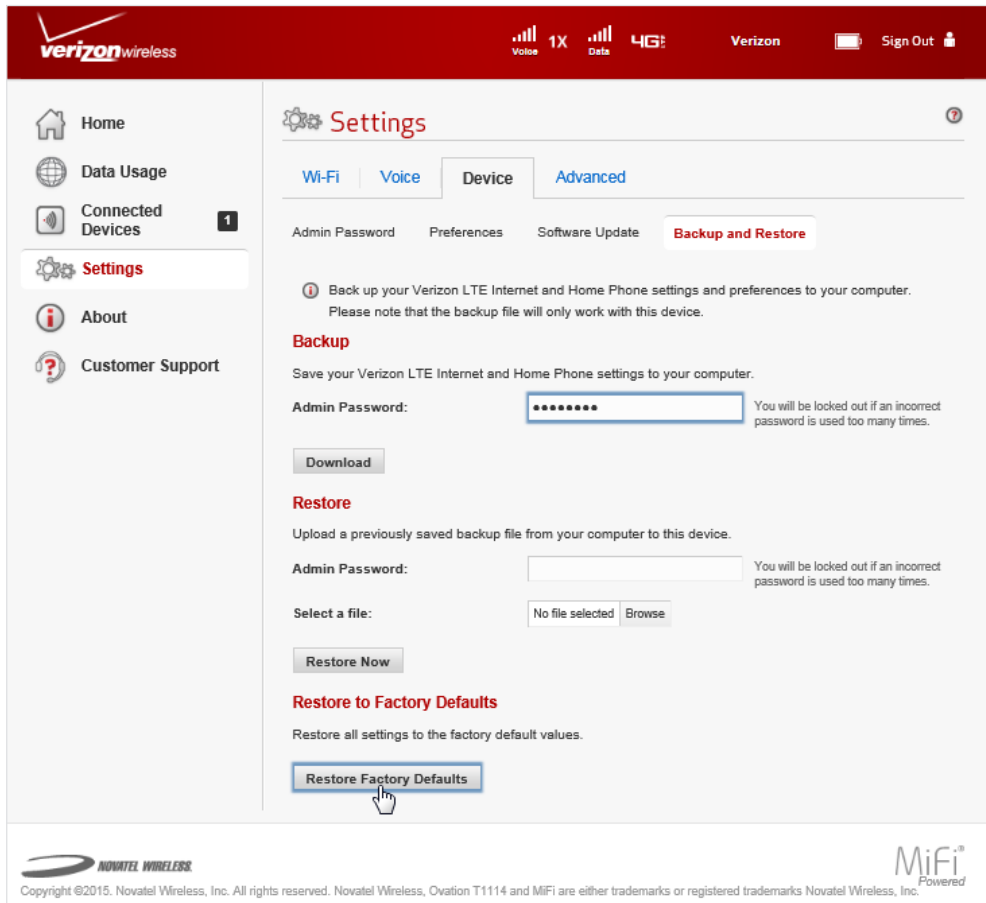 verizonwireless
Voice 1X Data 4G LTE Verizon Sign Out
Home
Data Usage
Connected Devices 1
Settings
About
Customer Support
Settings ?
Wi-Fi Voice Device Advanced
Admin Password Preferences Software Update Backup and Restore
Back up your Verizon LTE Internet and Home Phone settings and preferences to your computer.
Please note that the backup file will only work with this device.
Backup
Save your Verizon LTE Internet and Home Phone settings to your computer.
Admin Password: •••••••• You will be locked out if an incorrect
password is used too many times.
Download
Restore
Upload a previously saved backup file from your computer to this device.
Admin Password: You will be locked out if an incorrect
password is used too many times.
Select a file: No file selected Browse
Restore Now
Restore to Factory Defaults
Restore all settings to the factory default values.
Restore Factory Defaults
NOVATEL WIRELESS.
MiFi®
Powered
Copyright ©2015. Novatel Wireless, Inc. All rights reserved. Novatel Wireless, Ovation T1114 and MiFi are either trademarks or registered trademarks Novatel Wireless, Inc.